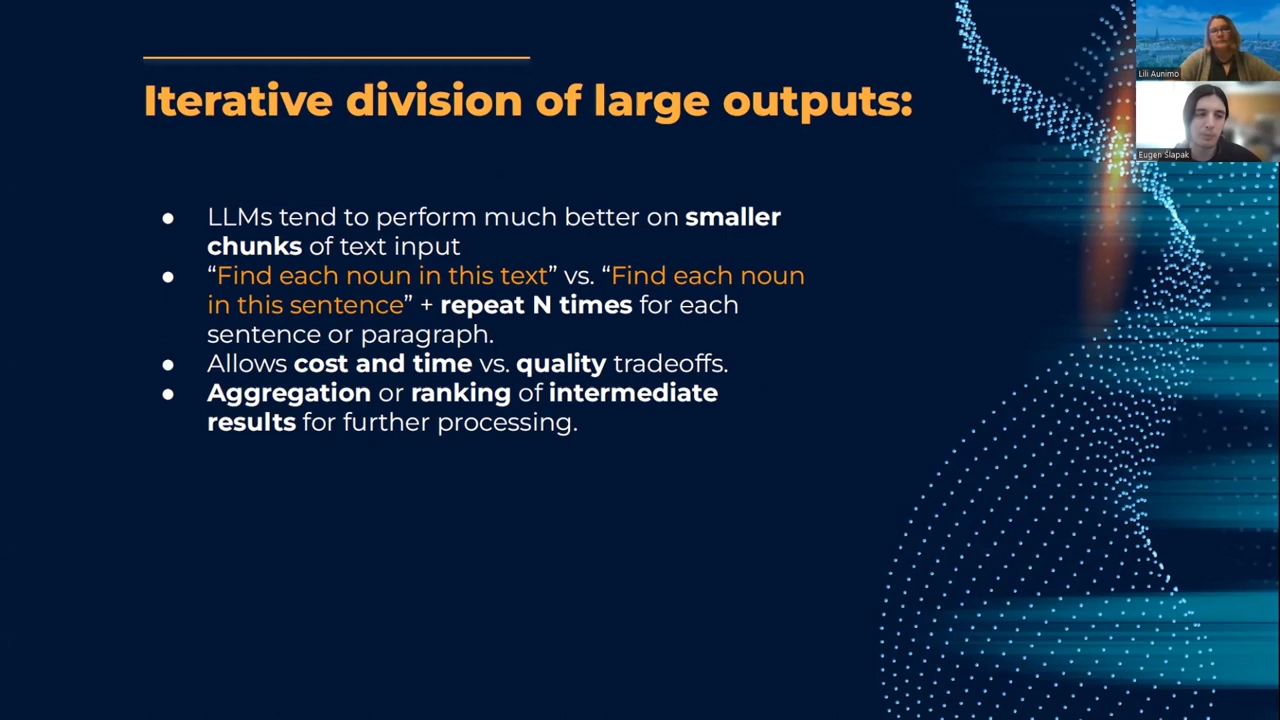 Iterative division of large outputs:
● LLMs tend to perform much better on smaller
chunks of text input
● “Find each noun in this text” vs. “Find each noun
in this sentence” + repeat N times for each
sentence or paragraph.
● Allows cost and time vs. quality tradeoffs.
● Aggregation or ranking of intermediate
results for further processing.
Lili Aunimo
Eugen Šlapak